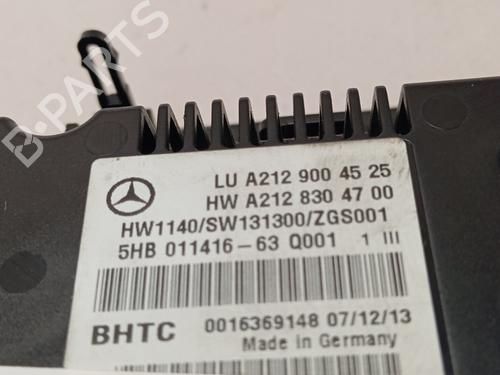 B-PARTS
LU A212 900 45 25
HW A212 830 47 00
HW1140/SW131300/ZGS001
5HB 011416-63 Q001 1 III
BHTC 0016369148 07/12/13
Made in Germany